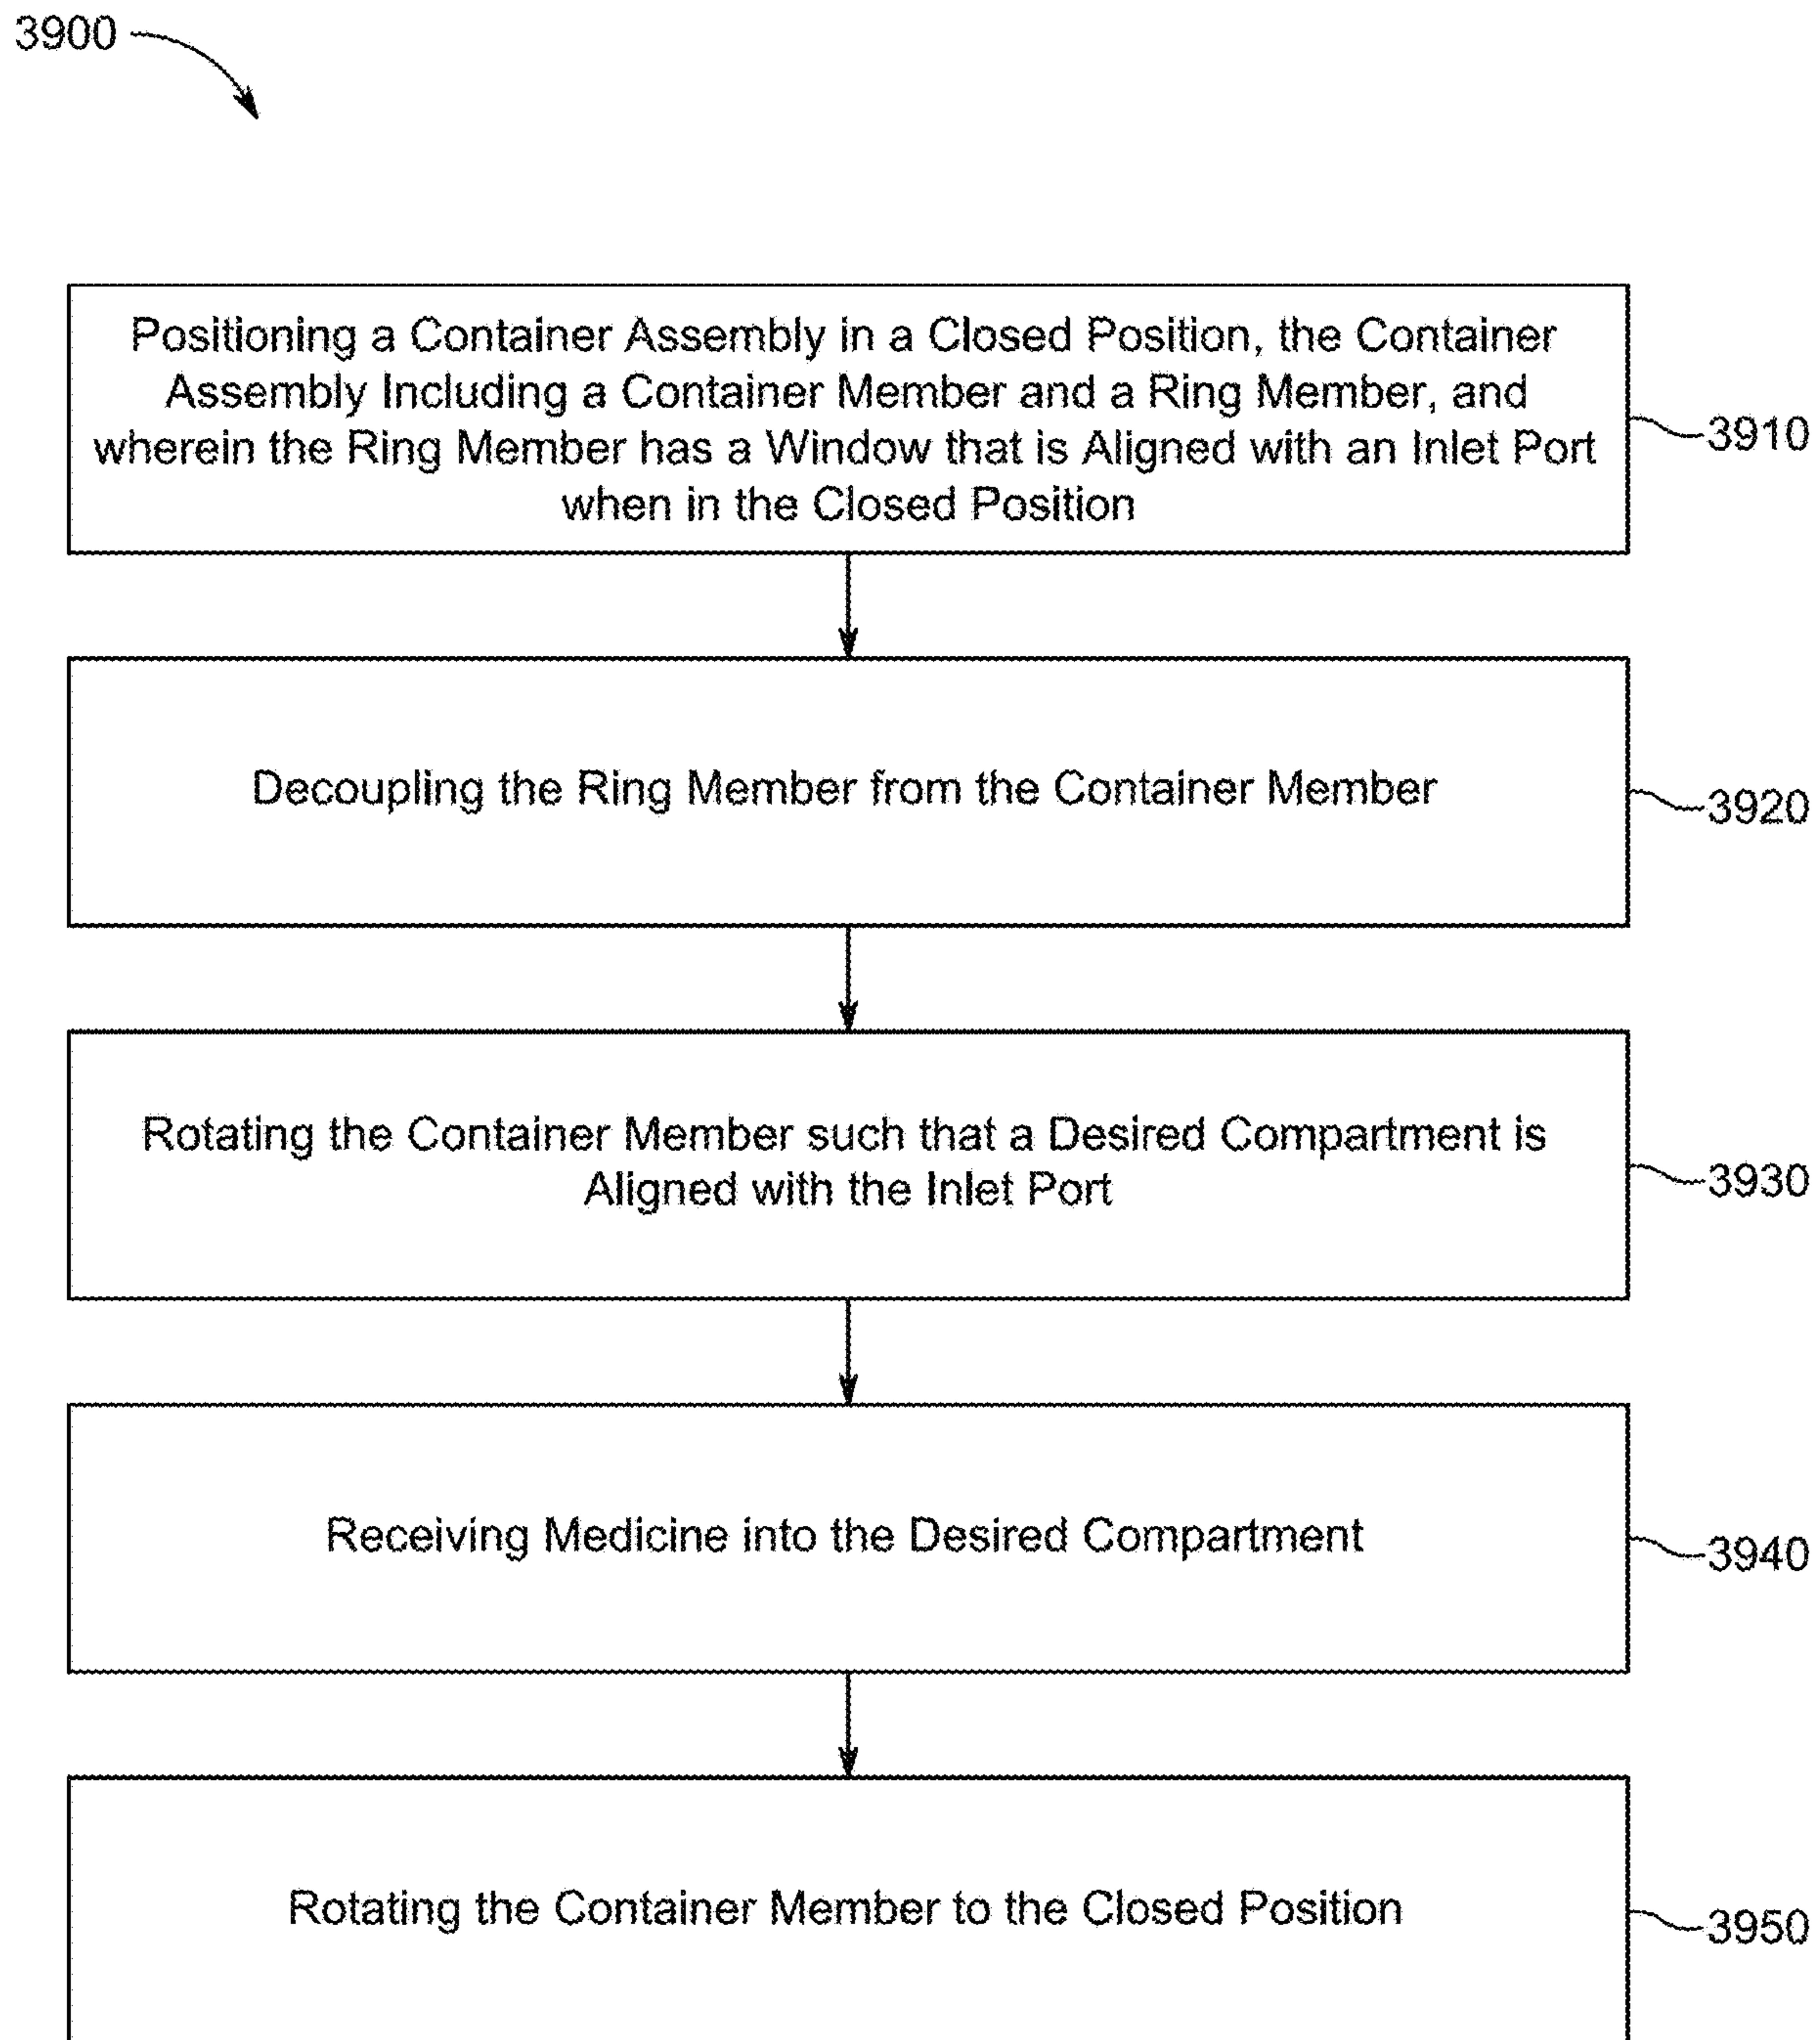 3900
Positioning a Container Assembly in a Closed Position, the Container
Assembly Including a Container Member and a Ring Member, and
wherein the Ring Member has a Window that is Aligned with an Inlet Port
when in the Closed Position
3910
Decoupling the Ring Member from the Container Member
3920
Rotating the Container Member such that a Desired Compartment is
Aligned with the Inlet Port
3930
Receiving Medicine into the Desired Compartment
3940
Rotating the Container Member to the Closed Position
3950